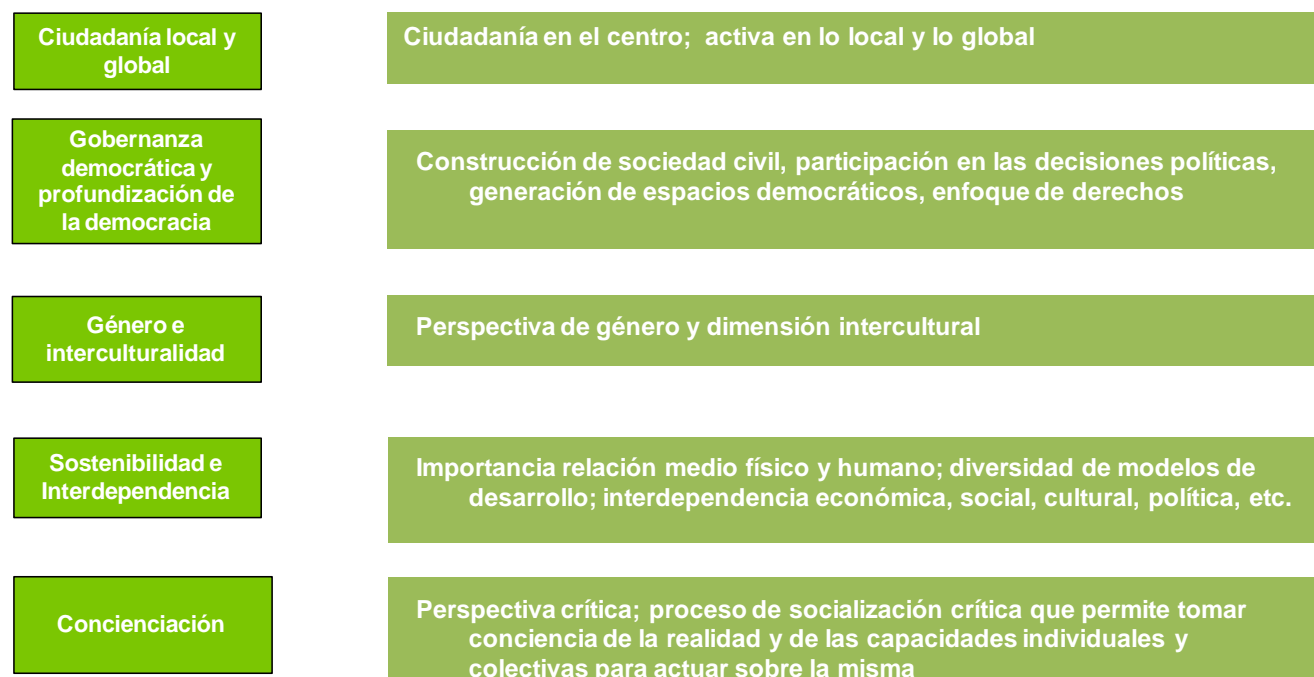 Ciudadanía local y
global
Ciudadanía en el centro; activa en lo local y lo global
Gobernanza
democrática y
profundización de
la democracia
Construcción de sociedad civil, participación en las decisiones políticas,
generación de espacios democráticos, enfoque de derechos
Género e
interculturalidad
Perspectiva de género y dimensión intercultural
Sostenibilidad e
Interdependencia
Importancia relación medio físico y humano; diversidad de modelos de
desarrollo; interdependencia económica, social, cultural, política, etc.
Concienciación
Perspectiva crítica; proceso de socialización crítica que permite tomar
conciencia de la realidad y de las capacidades individuales y
colectivas para actuar sobre la misma